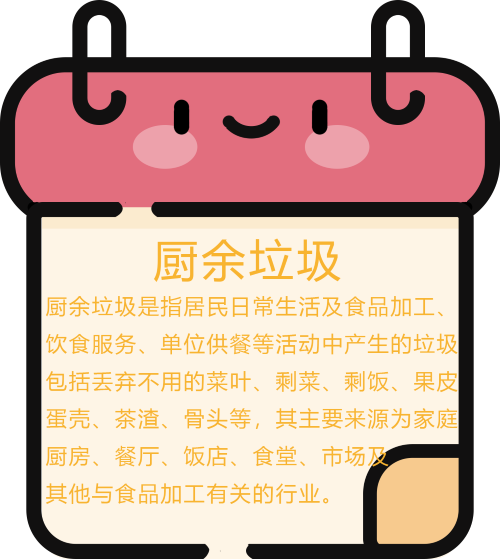 厨余垃圾
厨余垃圾是指居民日常生活及食品加工、
饮食服务、单位供餐等活动中产生的垃圾
包括丢弃不用的菜叶、剩菜、剩饭、果皮
蛋壳、茶渣、骨头等，其主要来源为家庭
厨房、餐厅、饭店、食堂、市场及
其他与食品加工有关的行业。